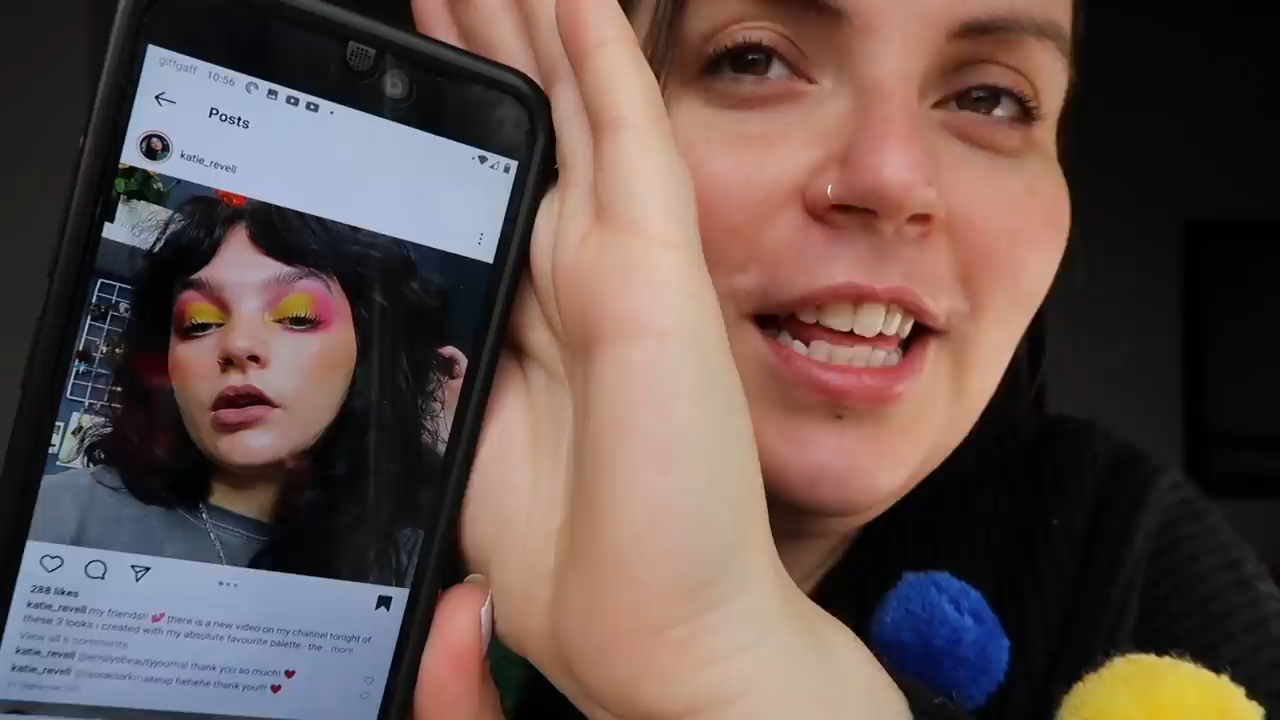 giffgaff 10:56
Posts
katie_revell
288 likes
katie_revell my friends!! 💕 there is a new video on my channel tonight of
these 3 looks i created with my absolute favourite palette - the ... more
View all 6 comments
katie_revell @emilysbeautyjournal thank you so much! ❤️
katie_revell hehehe thank you!!! ❤️